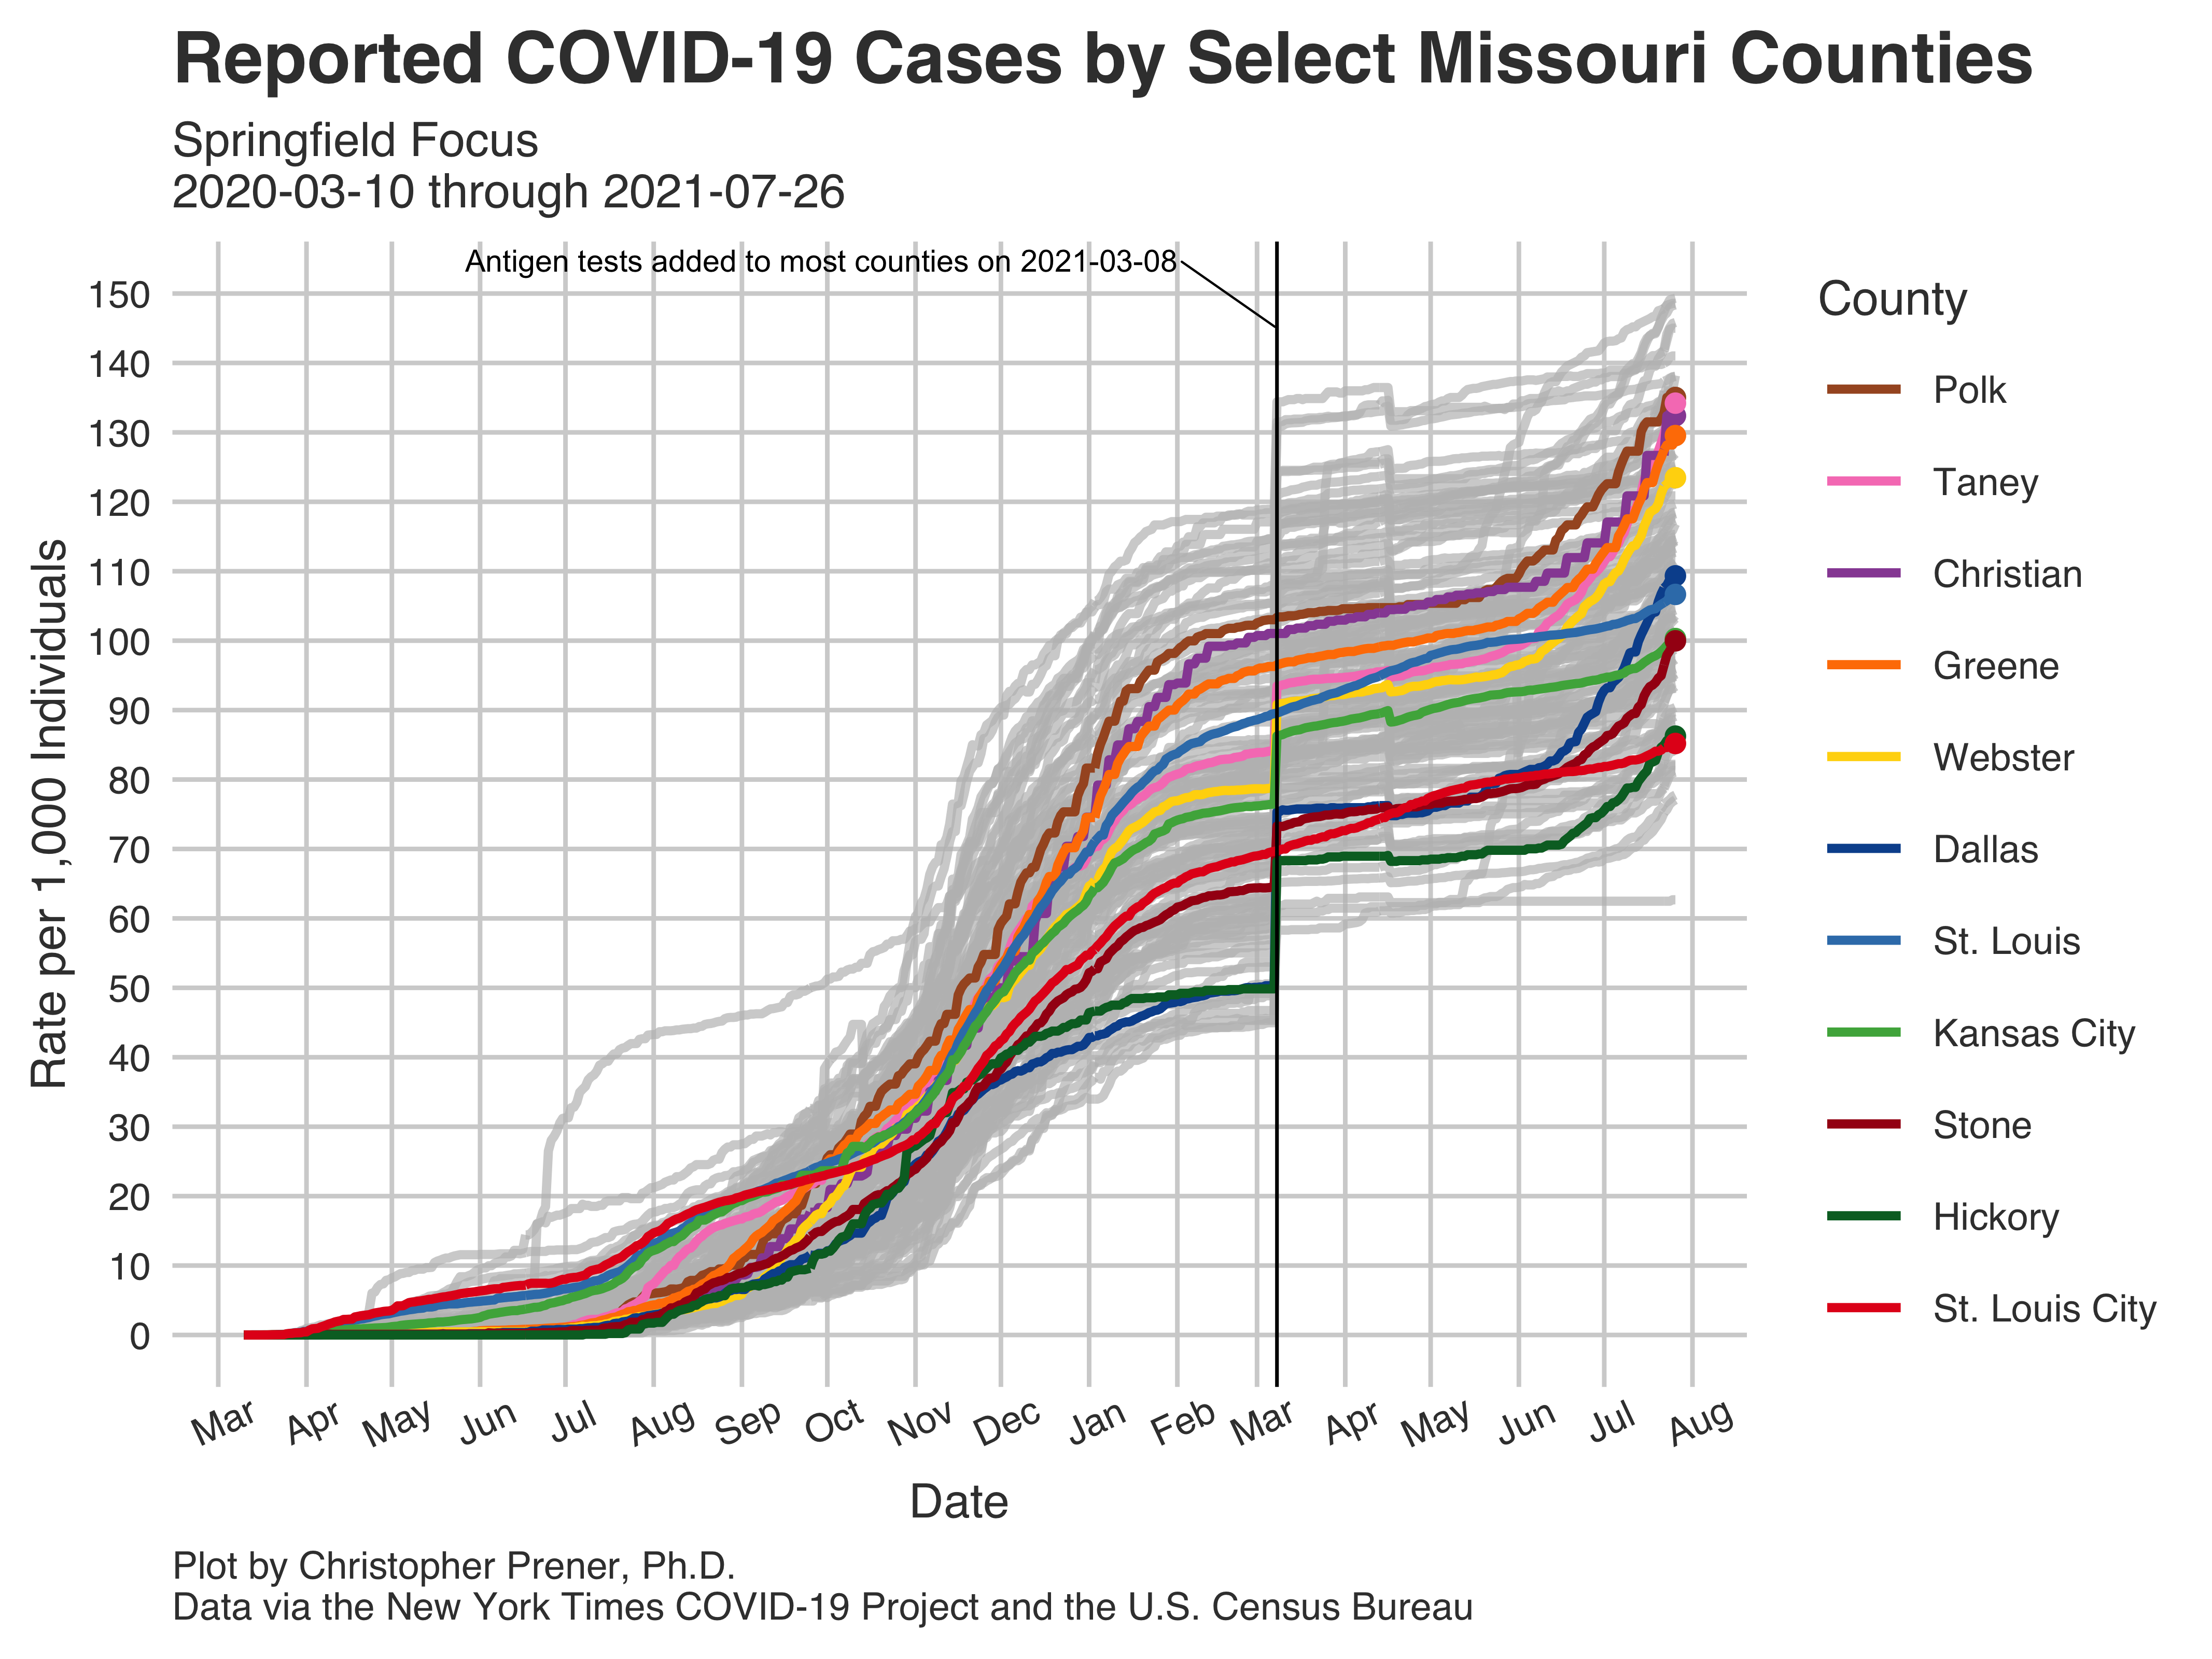 Reported COVID-19 Cases by Select Missouri Counties
Springfield Focus
2020-03-10 through 2021-07-26
Antigen tests added to most counties on 2021-03-08
150
140
130
120
110
100
90
80
70
60
50
40
30
20
10
0
Rate per 1,000 Individuals
Mar Apr May Jun Jul Aug Sep Oct Nov Dec Jan Feb Mar Apr May Jun Jul Aug
Date
County
Polk
Taney
Christian
Greene
Webster
Dallas
St. Louis
Kansas City
Stone
Hickory
St. Louis City
Plot by Christopher Prener, Ph.D.
Data via the New York Times COVID-19 Project and the U.S. Census Bureau